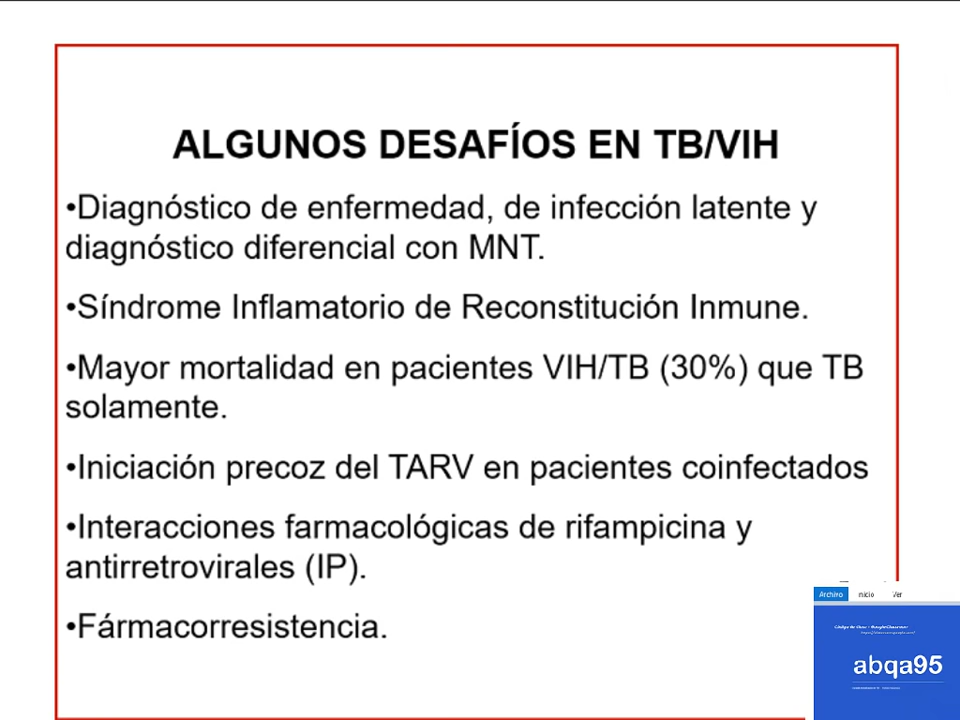 ALGUNOS DESAFÍOS EN TB/VIH
•Diagnóstico de enfermedad, de infección latente y
diagnóstico diferencial con MNT.
•Síndrome Inflamatorio de Reconstitución Inmune.
•Mayor mortalidad en pacientes VIH/TB (30%) que TB
solamente.
•Iniciación precoz del TARV en pacientes coinfectados
•Interacciones farmacológicas de rifampicina y
antirretrovirales (IP).
•Fármacorresistencia.
Archivo Inicio Ver
abqa95